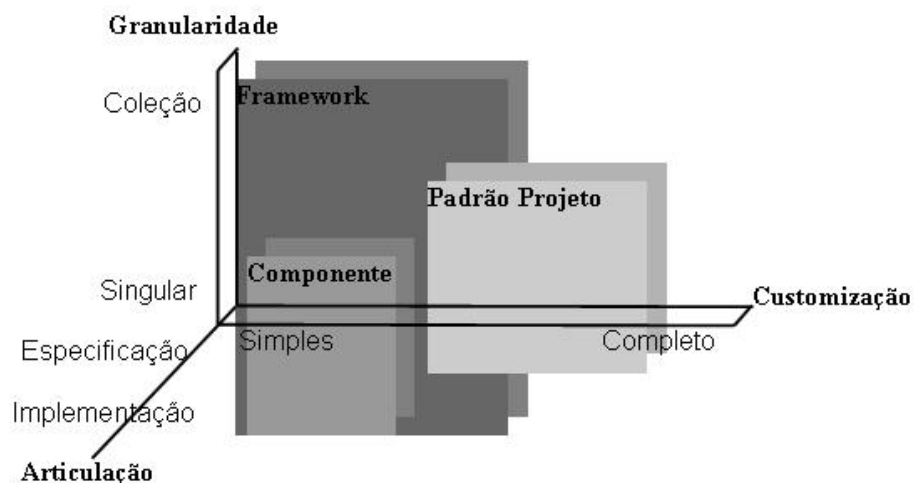 Granularidade
Coleção
Framework
Padrão Projeto
Componente
Singular
Customização
Especificação
Simples
Completo
Implementação
Articulação